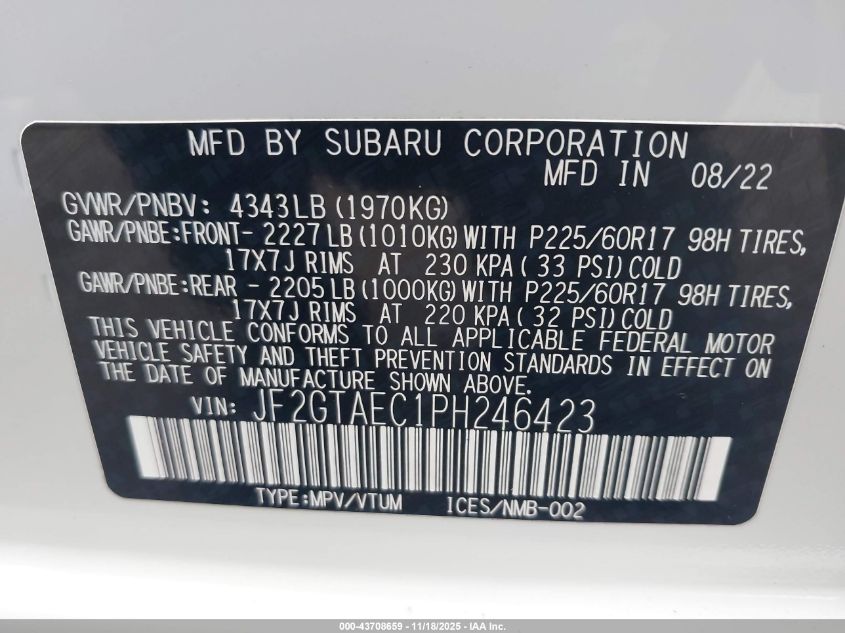 MFD BY SUBARU CORPORATION
MFD IN 08/22
GVWR/PNBV: 4343LB (1970KG)
GAWR/PNBE:FRONT- 2227LB (1010KG) WITH P225/60R17 98H TIRES,
17X7J RIMS AT 230 KPA( 33 PSI)COLD
GAWR/PNBE:REAR - 2205LB (1000KG) WITH P225/60R17 98H TIRES,
17X7J RIMS AT 220 KPA( 32 PSI)COLD
THIS VEHICLE CONFORMS TO ALL APPLICABLE FEDERAL MOTOR
VEHICLE SAFETY AND THEFT PREVENTION STANDARDS IN EFFECT ON
THE DATE OF MANUFACTURE SHOWN ABOVE.
VIN: JF2GTAEC1PH246423
TYPE:MPV/VTUM ICES/NMB-002
000-43708659 - 11/18/2025 - IAA Inc.